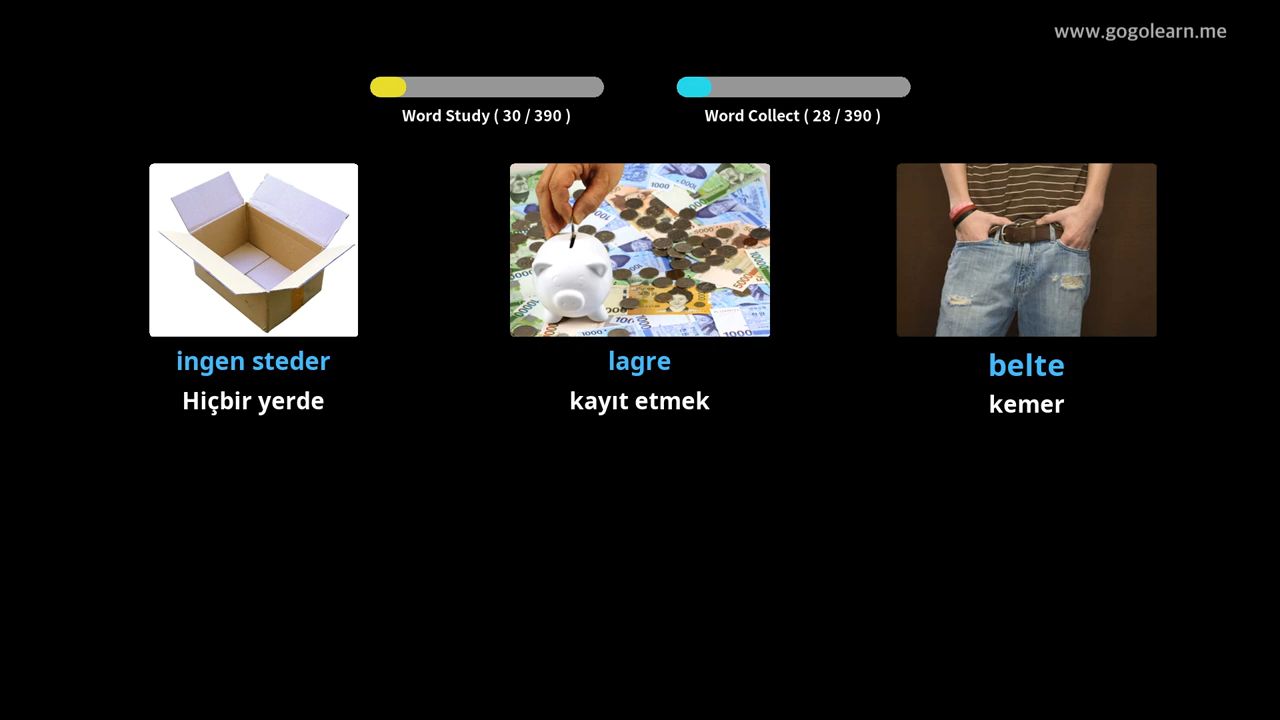 www.gogolearn.me
Word Study ( 30 / 390 )
Word Collect ( 28 / 390 )
ingen steder
Hiçbir yerde
lagre
kayıt etmek
belte
kemer